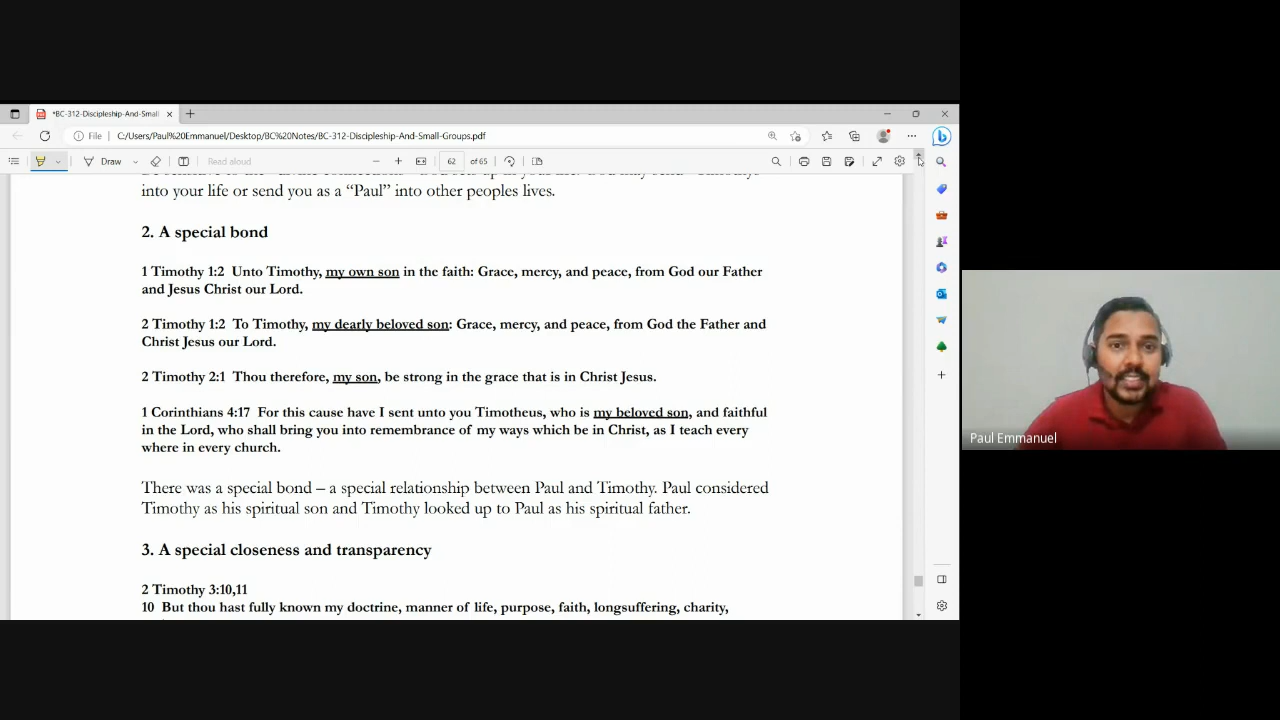 *BC-312-Discipleship-And-Small
File
C:/Users/Paul%20Emmanuel/Desktop/BC%20Notes/BC-312-Discipleship-And-Small-Groups.pdf
Draw
Read aloud
62 of 65
into your life or send you as a “Paul” into other peoples lives.
2. A special bond
1 Timothy 1:2 Unto Timothy, my own son in the faith: Grace, mercy, and peace, from God our Father
and Jesus Christ our Lord.
2 Timothy 1:2 To Timothy, my dearly beloved son: Grace, mercy, and peace, from God the Father and
Christ Jesus our Lord.
2 Timothy 2:1 Thou therefore, my son, be strong in the grace that is in Christ Jesus.
1 Corinthians 4:17 For this cause have I sent unto you Timotheus, who is my beloved son, and faithful
in the Lord, who shall bring you into remembrance of my ways which be in Christ, as I teach every
where in every church.
There was a special bond – a special relationship between Paul and Timothy. Paul considered
Timothy as his spiritual son and Timothy looked up to Paul as his spiritual father.
3. A special closeness and transparency
2 Timothy 3:10,11
10 But thou hast fully known my doctrine, manner of life, purpose, faith, longsuffering, charity,
Paul Emmanuel